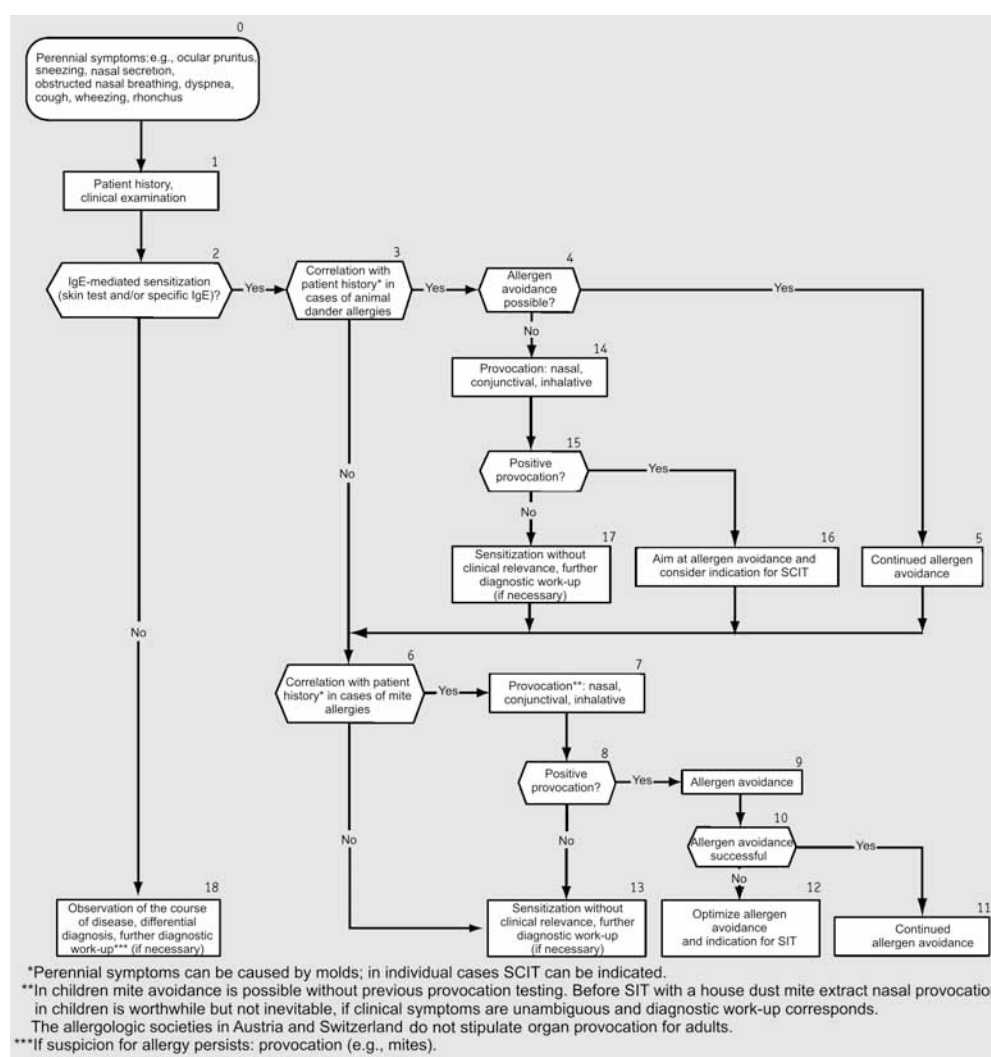 0
Perennial symptoms: e.g., ocular pruritus,
sneezing, nasal secretion,
obstructed nasal breathing, dyspnea,
cough, wheezing, rhonchus
1
Patient history,
clinical examination
2
IgE-mediated sensitization
(skin test and/or specific IgE)?
Yes
3
Correlation with
patient history* in
cases of animal
dander allergies
Yes
4
Allergen
avoidance
possible?
Yes
No
14
Provocation: nasal,
conjunctival, inhalative
15
Positive
provocation?
Yes
No
No
17
Sensitization without
clinical relevance, further
diagnostic work-up
(if necessary)
16
Aim at allergen avoidance and
consider indication for SCIT
5
Continued allergen
avoidance
No
6
Correlation with patient
history* in cases of mite
allergies
Yes
7
Provocation**: nasal,
conjunctival, inhalative
8
Positive
provocation?
Yes
9
Allergen avoidance
10
Allergen avoidance
successful
Yes
No
No
No
18
Observation of the course
of disease, differential
diagnosis, further diagnostic
work-up*** (if necessary)
13
Sensitization without
clinical relevance, further
diagnostic work-up
(if necessary)
12
Optimize allergen
avoidance
and indication for SIT
11
Continued
allergen avoidance
*Perennial symptoms can be caused by molds; in individual cases SCIT can be indicated.
**In children mite avoidance is possible without previous provocation testing. Before SIT with a house dust mite extract nasal provocation
in children is worthwhile but not inevitable, if clinical symptoms are unambiguous and diagnostic work-up corresponds.
The allergologic societies in Austria and Switzerland do not stipulate organ provocation for adults.
***If suspicion for allergy persists: provocation (e.g., mites).